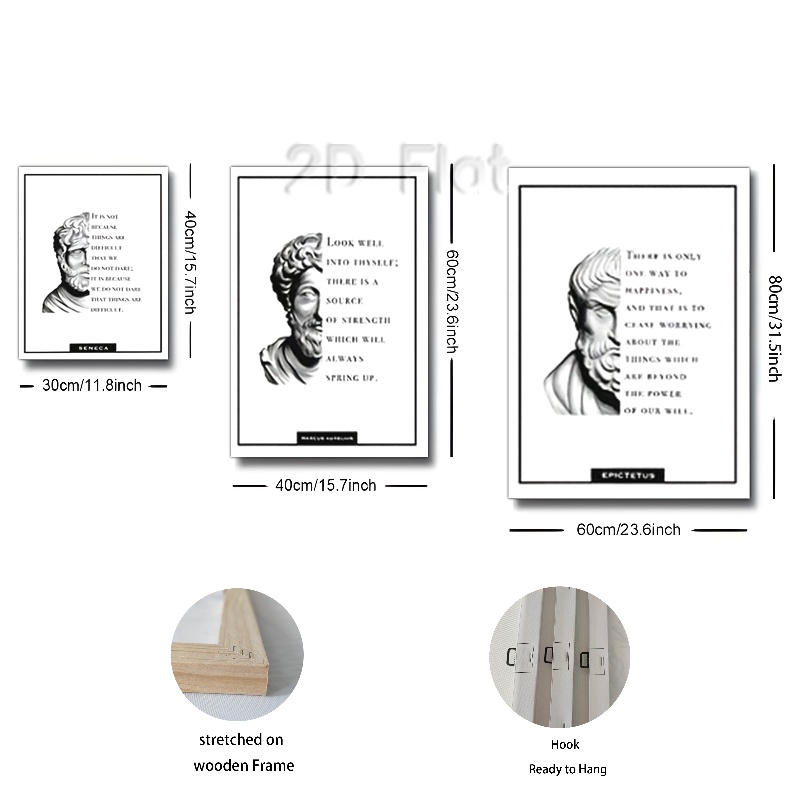 2D Flat
IT IS NOT
BECAUSE
THINGS ARE
DIFFICULT
THAT WE
DO NOT DARE;
IT IS BECAUSE
WE DO NOT DARE
THAT THINGS ARE
DIFFICULT.
SENECA
40cm/15.7inch
30cm/11.8inch
LOOK WELL
INTO THYSELF;
THERE IS A
SOURCE
OF STRENGTH
WHICH WILL
ALWAYS
SPRING UP.
MARCUS AURELIUS
60cm/23.6inch
40cm/15.7inch
THERE IS ONLY
ONE WAY TO
HAPPINESS,
AND THAT IS TO
CEASE WORRYING
ABOUT THE
THINGS WHICH
ARE BEYOND
THE POWER
OF OUR WILL.
EPICTETUS
80cm/31.5inch
60cm/23.6inch
stretched on
wooden Frame
Hook
Ready to Hang